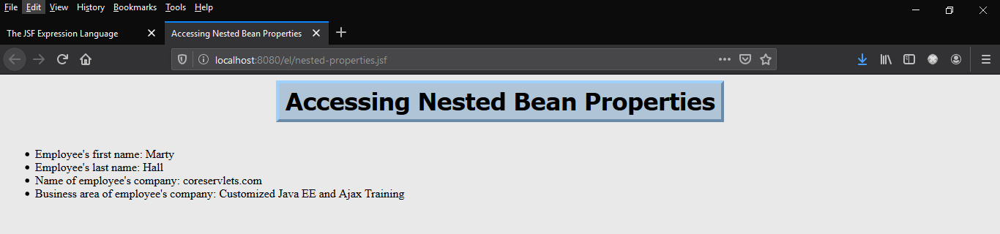 File Edit View History Bookmarks Tools Help
The JSF Expression Language
Accessing Nested Bean Properties
localhost:8080/el/nested-properties.jsf
Accessing Nested Bean Properties
• Employee's first name: Marty
• Employee's last name: Hall
• Name of employee's company: coreservlets.com
• Business area of employee's company: Customized Java EE and Ajax Training